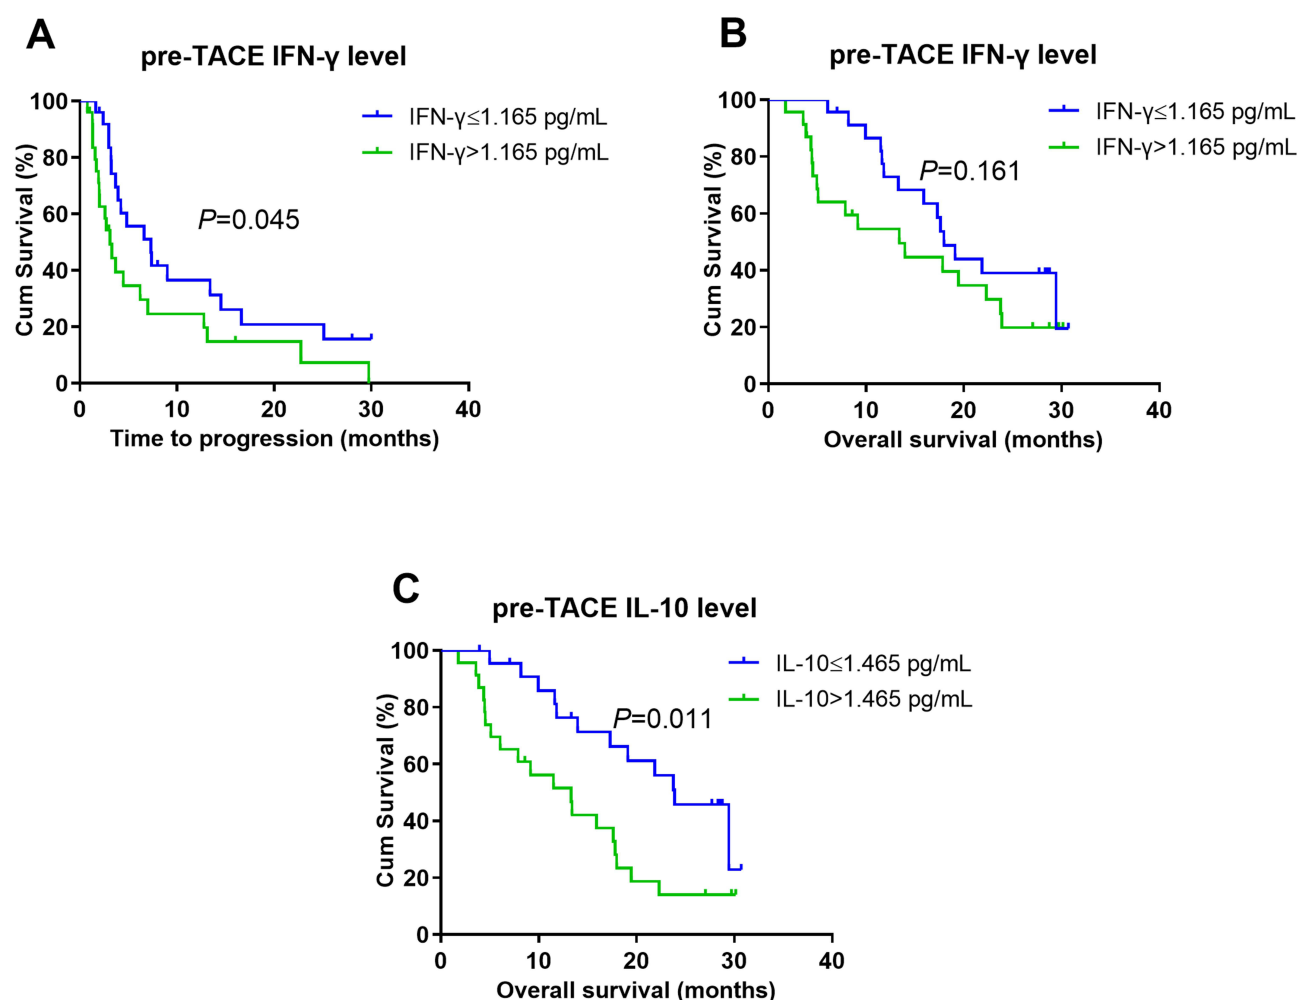 A
pre-TACE IFN-γ level
IFN-γ≤1.165 pg/mL
IFN-γ>1.165 pg/mL
P=0.045
Cum Survival (%)
100
80
60
40
20
0
0 10 20 30 40
Time to progression (months)
B
pre-TACE IFN-γ level
IFN-γ≤1.165 pg/mL
IFN-γ>1.165 pg/mL
P=0.161
Cum Survival (%)
100
80
60
40
20
0
0 10 20 30 40
Overall survival (months)
C
pre-TACE IL-10 level
IL-10≤1.465 pg/mL
IL-10>1.465 pg/mL
P=0.011
Cum Survival (%)
100
80
60
40
20
0
0 10 20 30 40
Overall survival (months)